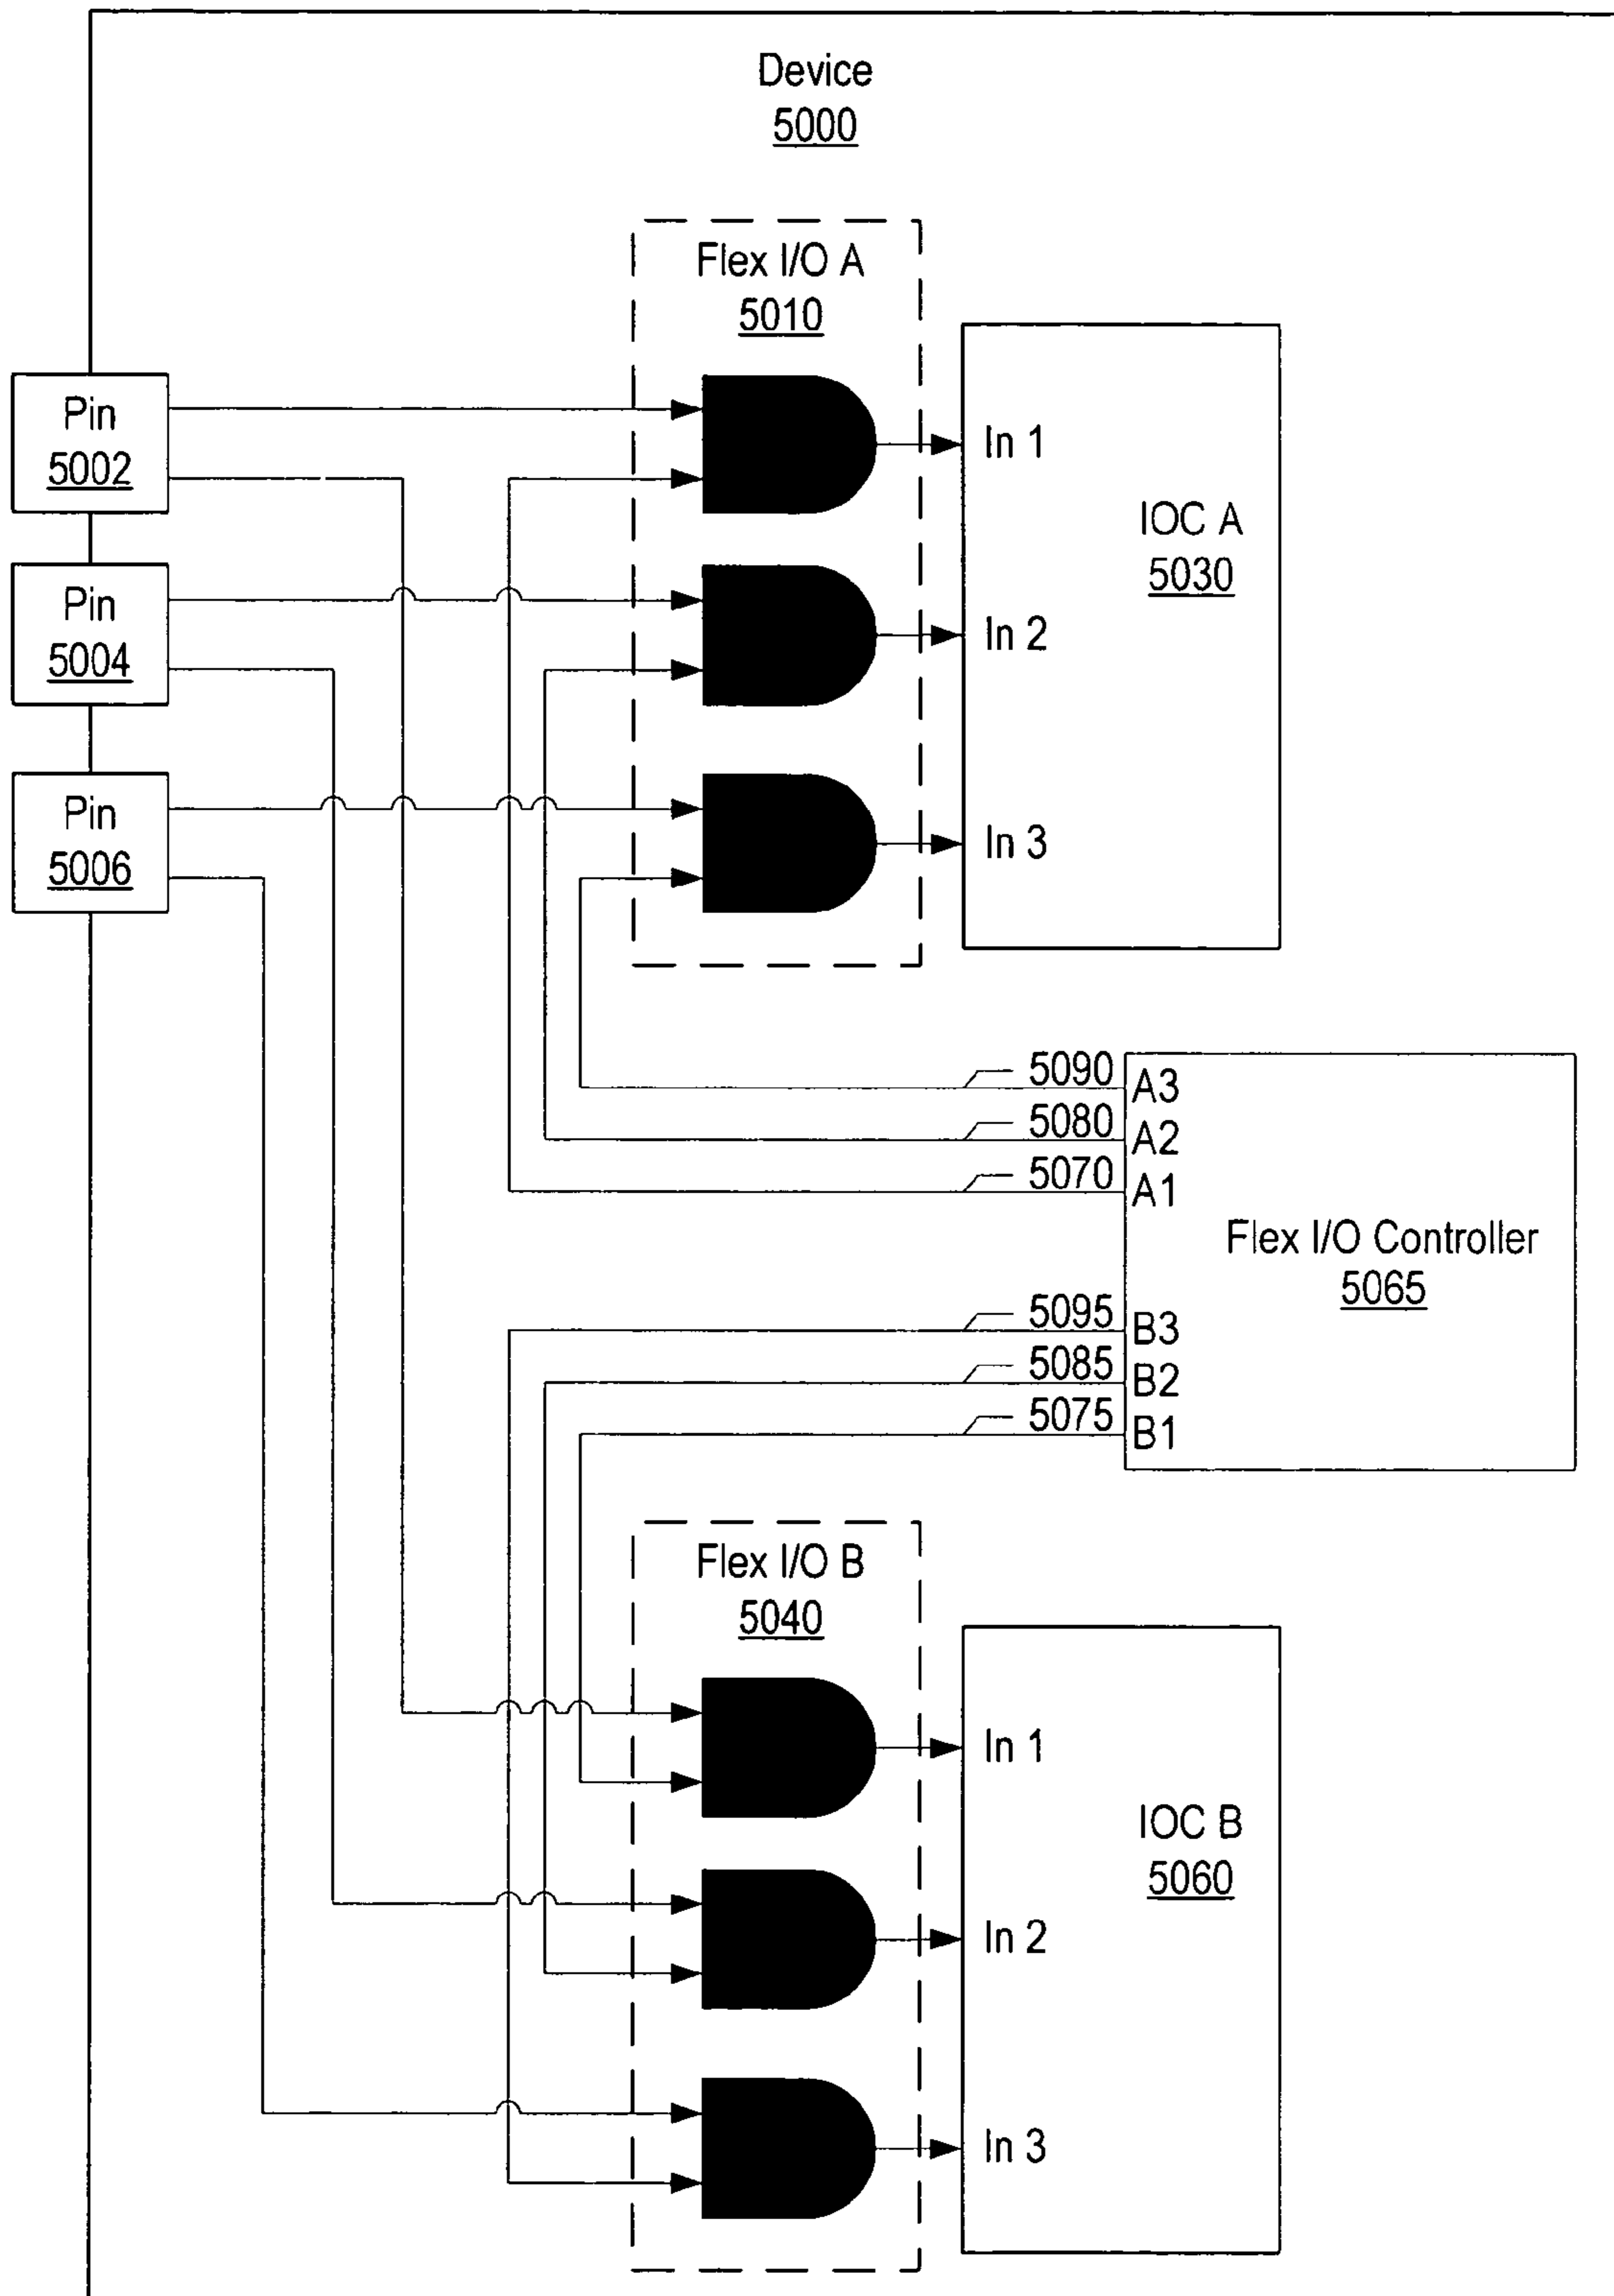 Device
5000
Flex I/O A
5010
Pin
5002
In 1
IOC A
5030
Pin
5004
In 2
Pin
5006
In 3
5090
A3
5080
A2
5070
A1
Flex I/O Controller
5065
5095
B3
5085
B2
5075
B1
Flex I/O B
5040
In 1
IOC B
5060
In 2
In 3